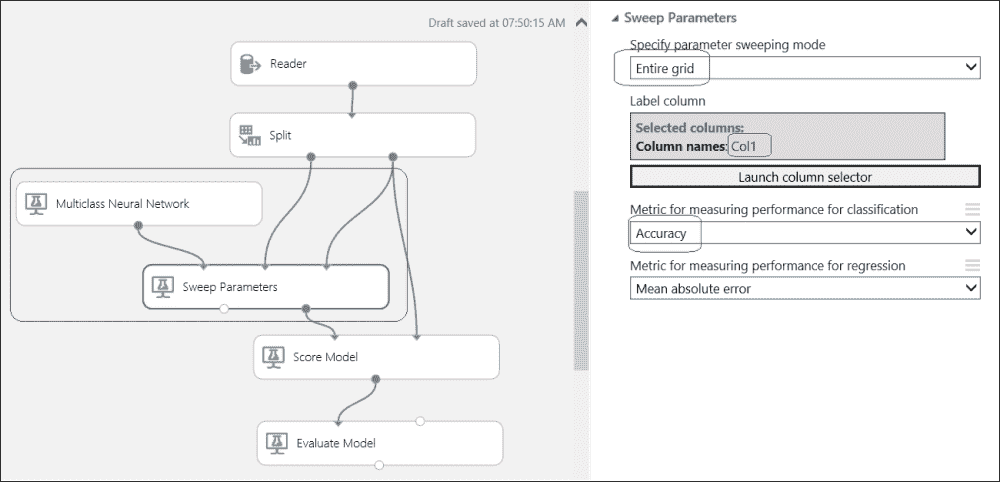 Draft saved at 07:50:15 AM
Reader
Split
Multiclass Neural Network
Sweep Parameters
Score Model
Evaluate Model
Sweep Parameters
Specify parameter sweeping mode
Entire grid
Label column
Selected columns:
Column names: Col1
Launch column selector
Metric for measuring performance for classification
Accuracy
Metric for measuring performance for regression
Mean absolute error